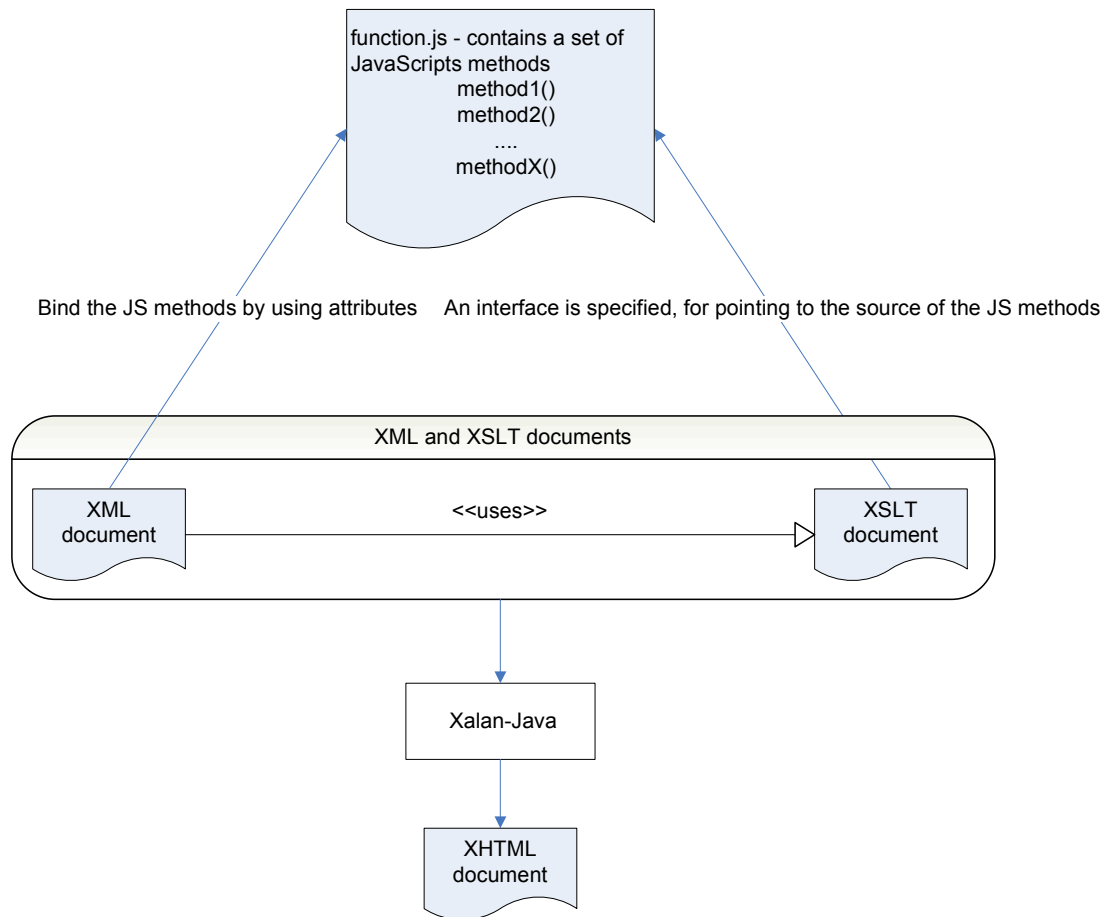 function.js - contains a set of
JavaScripts methods
method1()
method2()
....
methodX()
Bind the JS methods by using attributes
An interface is specified, for pointing to the source of the JS methods
XML and XSLT documents
XML
document
<<uses>>
XSLT
document
Xalan-Java
XHTML
document